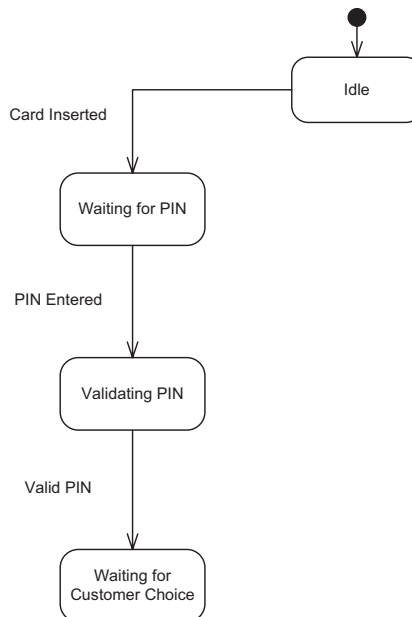 Idle
Card Inserted
Waiting for PIN
PIN Entered
Validating PIN
Valid PIN
Waiting for
Customer Choice